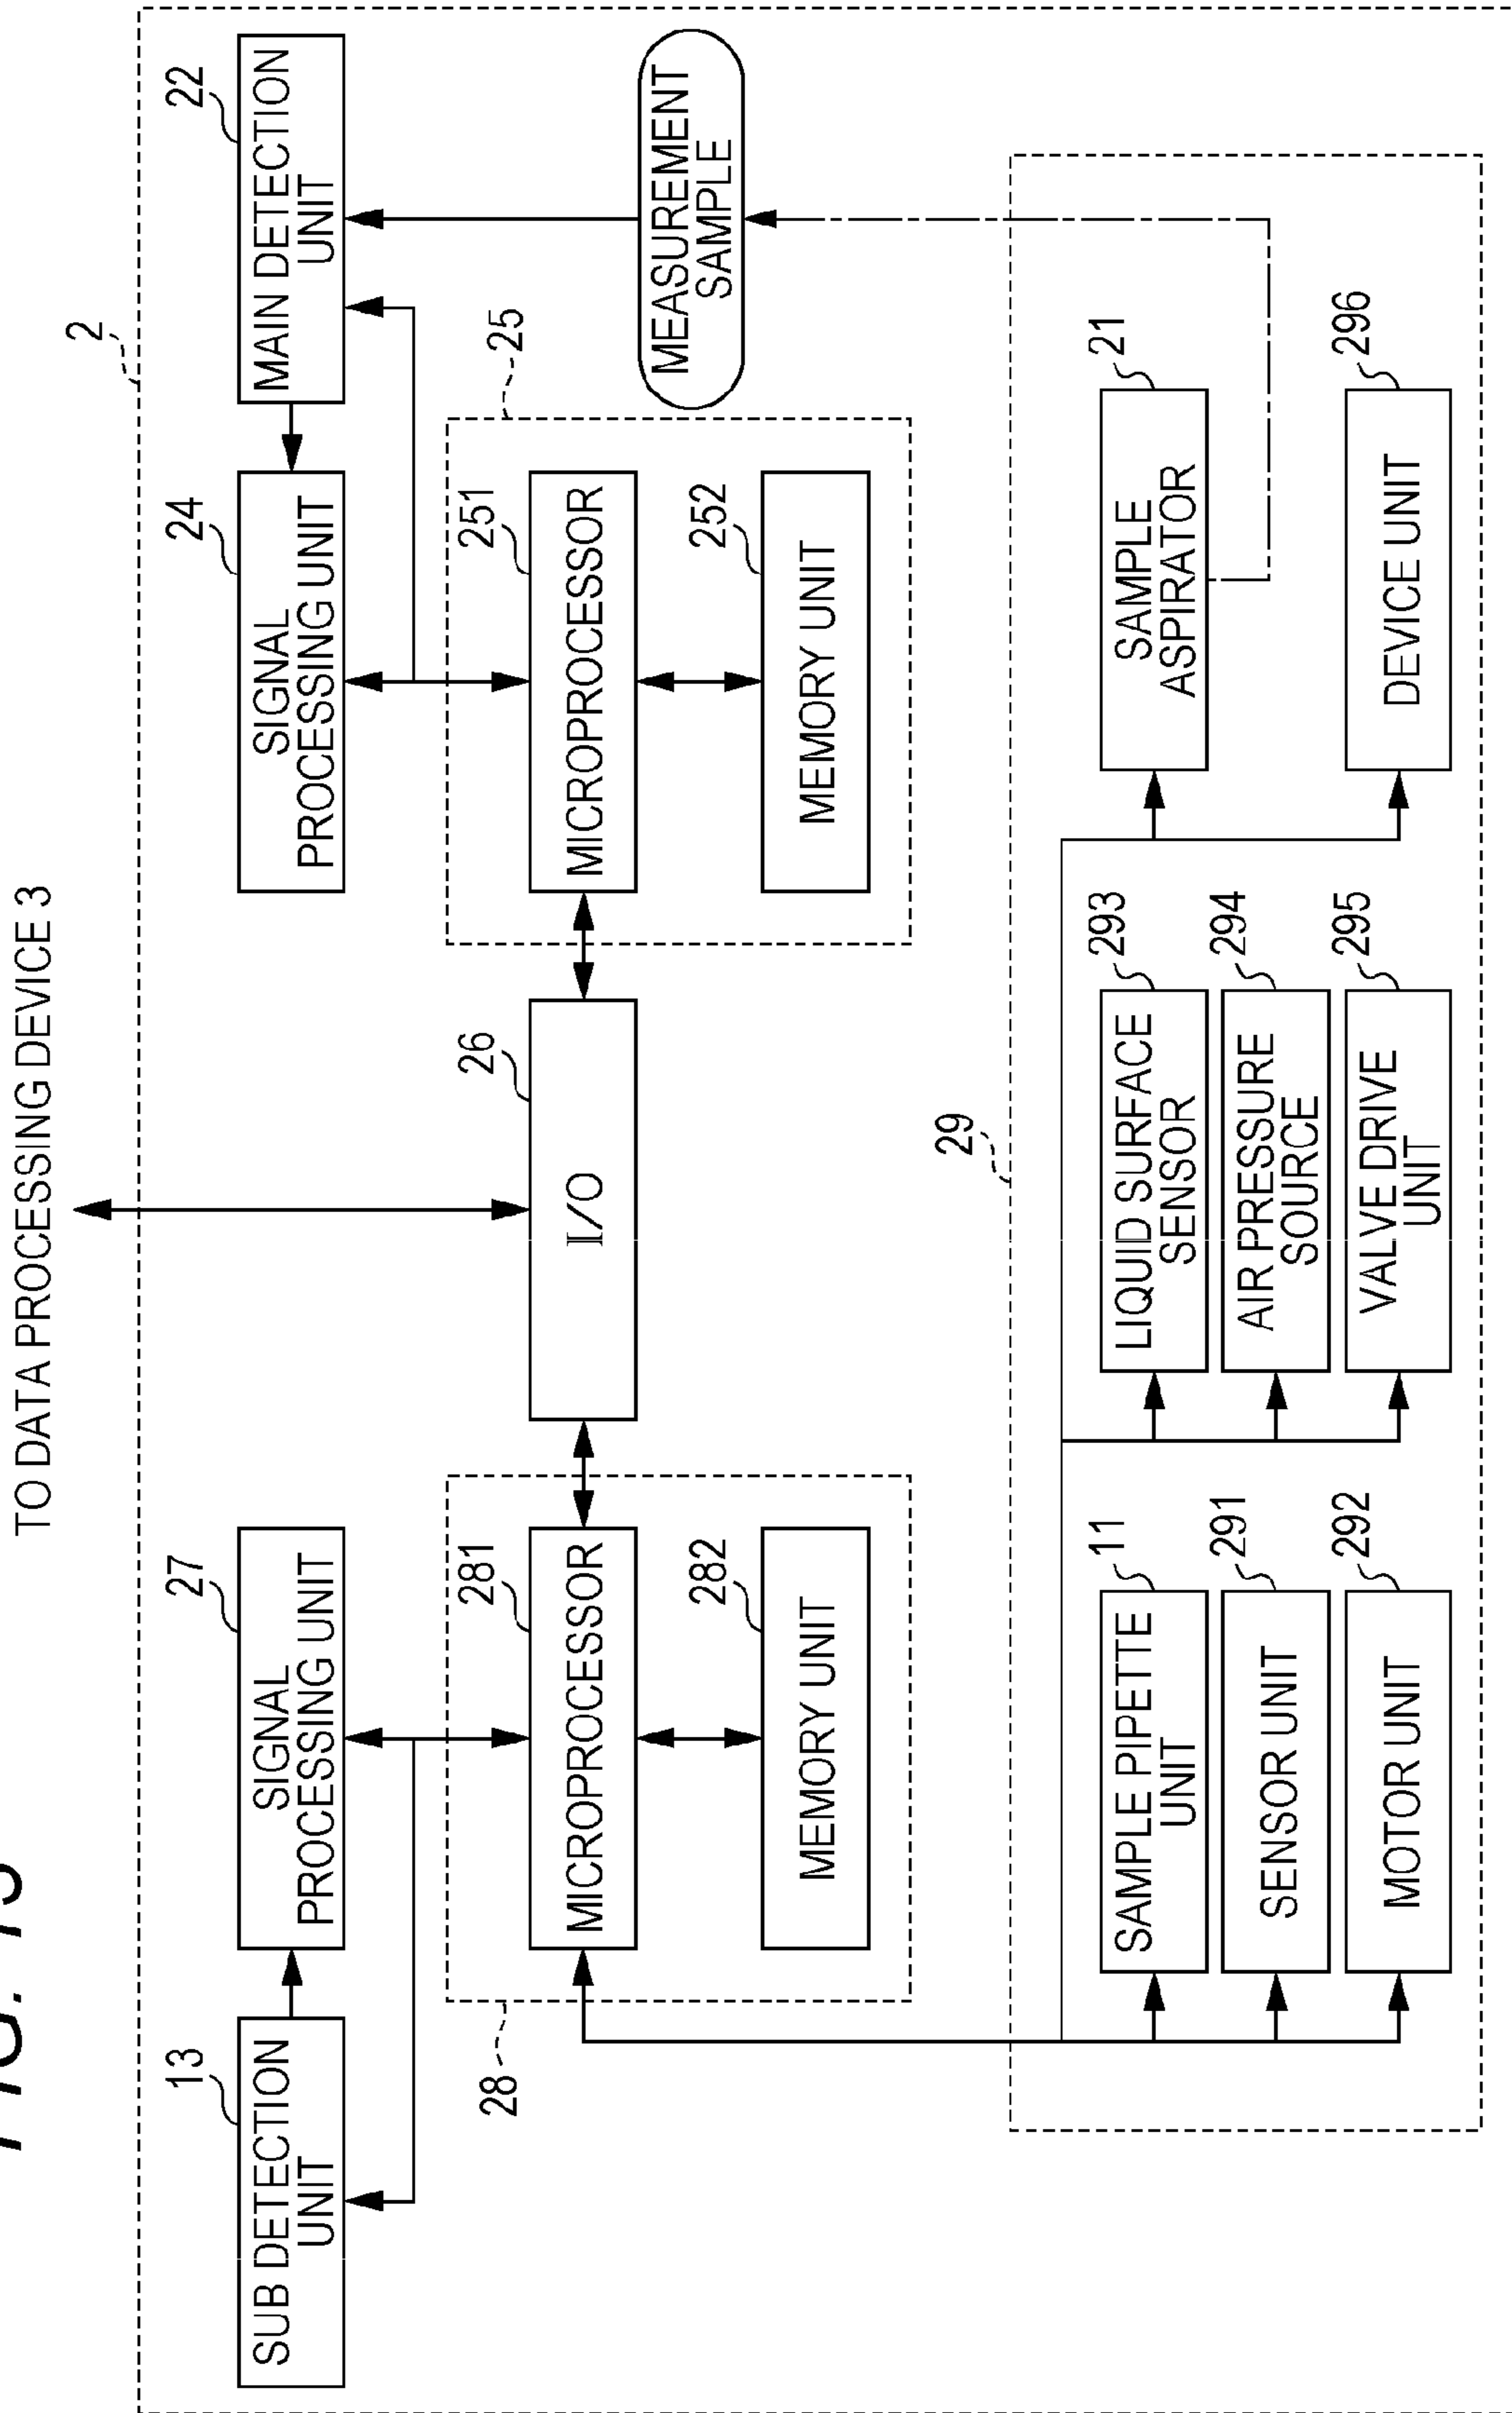 TO DATA PROCESSING DEVICE 3
2
13
SUB DETECTION
UNIT
27
SIGNAL
PROCESSING UNIT
24
SIGNAL
PROCESSING UNIT
22
MAIN DETECTION
UNIT
28
281
MICROPROCESSOR
26
I/O
251
MICROPROCESSOR
25
282
MEMORY UNIT
252
MEMORY UNIT
MEASUREMENT
SAMPLE
29
11
SAMPLE PIPETTE
UNIT
293
LIQUID SURFACE
SENSOR
21
SAMPLE
ASPIRATOR
291
SENSOR UNIT
294
AIR PRESSURE
SOURCE
292
MOTOR UNIT
295
VALVE DRIVE
UNIT
296
DEVICE UNIT